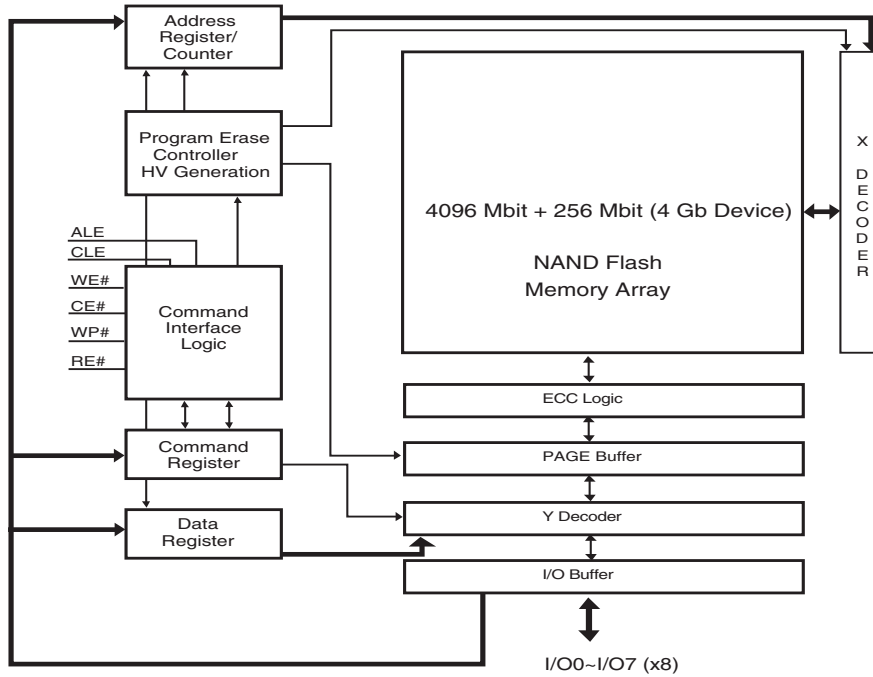 Address
Register/
Counter
Program Erase
Controller
HV Generation
ALE
CLE
WE#
CE#
WP#
RE#
Command
Interface
Logic
Command
Register
Data
Register
4096 Mbit + 256 Mbit (4 Gb Device)
NAND Flash
Memory Array
X
D
E
C
O
D
E
R
ECC Logic
PAGE Buffer
Y Decoder
I/O Buffer
I/O0~I/O7 (x8)